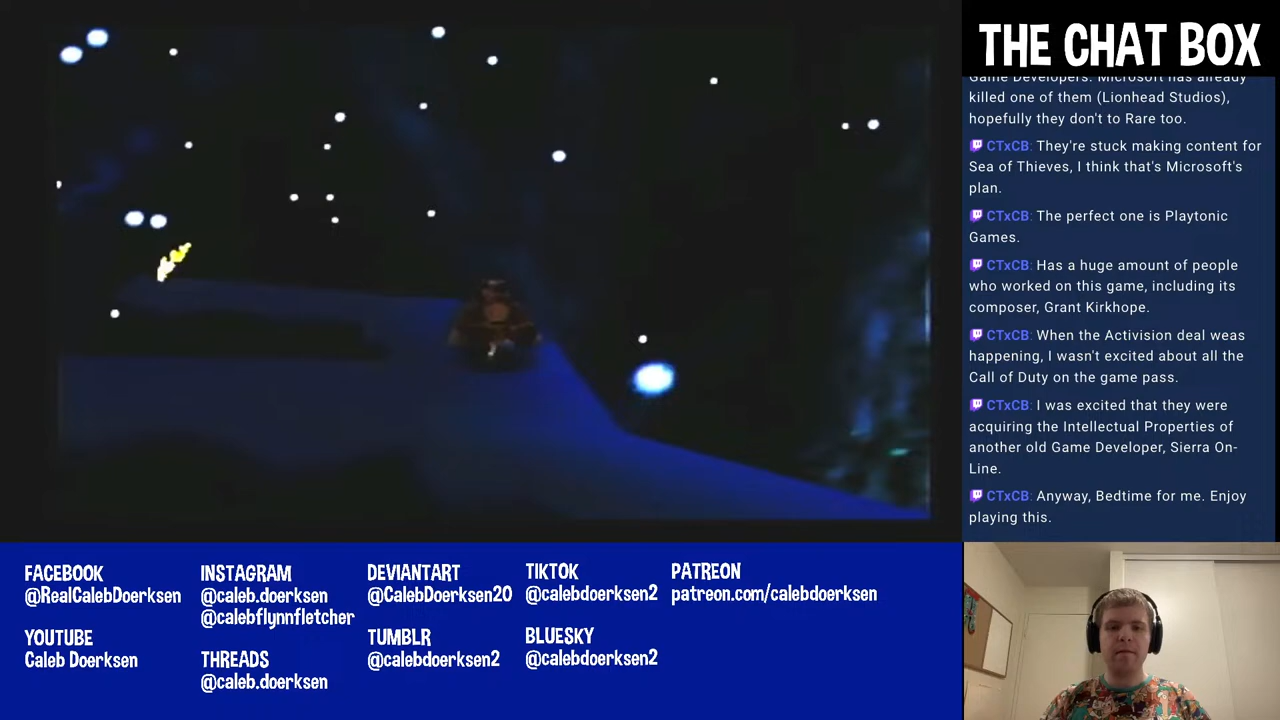 THE CHAT BOX
Game Developers. Microsoft has already
killed one of them (Lionhead Studios),
hopefully they don't to Rare too.
CTxCB: They're stuck making content for
Sea of Thieves, I think that's Microsoft's
plan.
CTxCB: The perfect one is Playtonic
Games.
CTxCB: Has a huge amount of people
who worked on this game, including its
composer, Grant Kirkhope.
CTxCB: When the Activision deal weas
happening, I wasn't excited about all the
Call of Duty on the game pass.
CTxCB: I was excited that they were
acquiring the Intellectual Properties of
another old Game Developer, Sierra On-
Line.
CTxCB: Anyway, Bedtime for me. Enjoy
playing this.
FACEBOOK
@RealCalebDoerksen
YOUTUBE
Caleb Doerksen
INSTAGRAM
@caleb.doerksen
@calebflynnfletcher
THREADS
@caleb.doerksen
DEVIANTART
@CalebDoerksen20
TUMBLR
@calebdoerksen2
TIKTOK
@calebdoerksen2
BLUESKY
@calebdoerksen2
PATREON
patreon.com/calebdoerksen